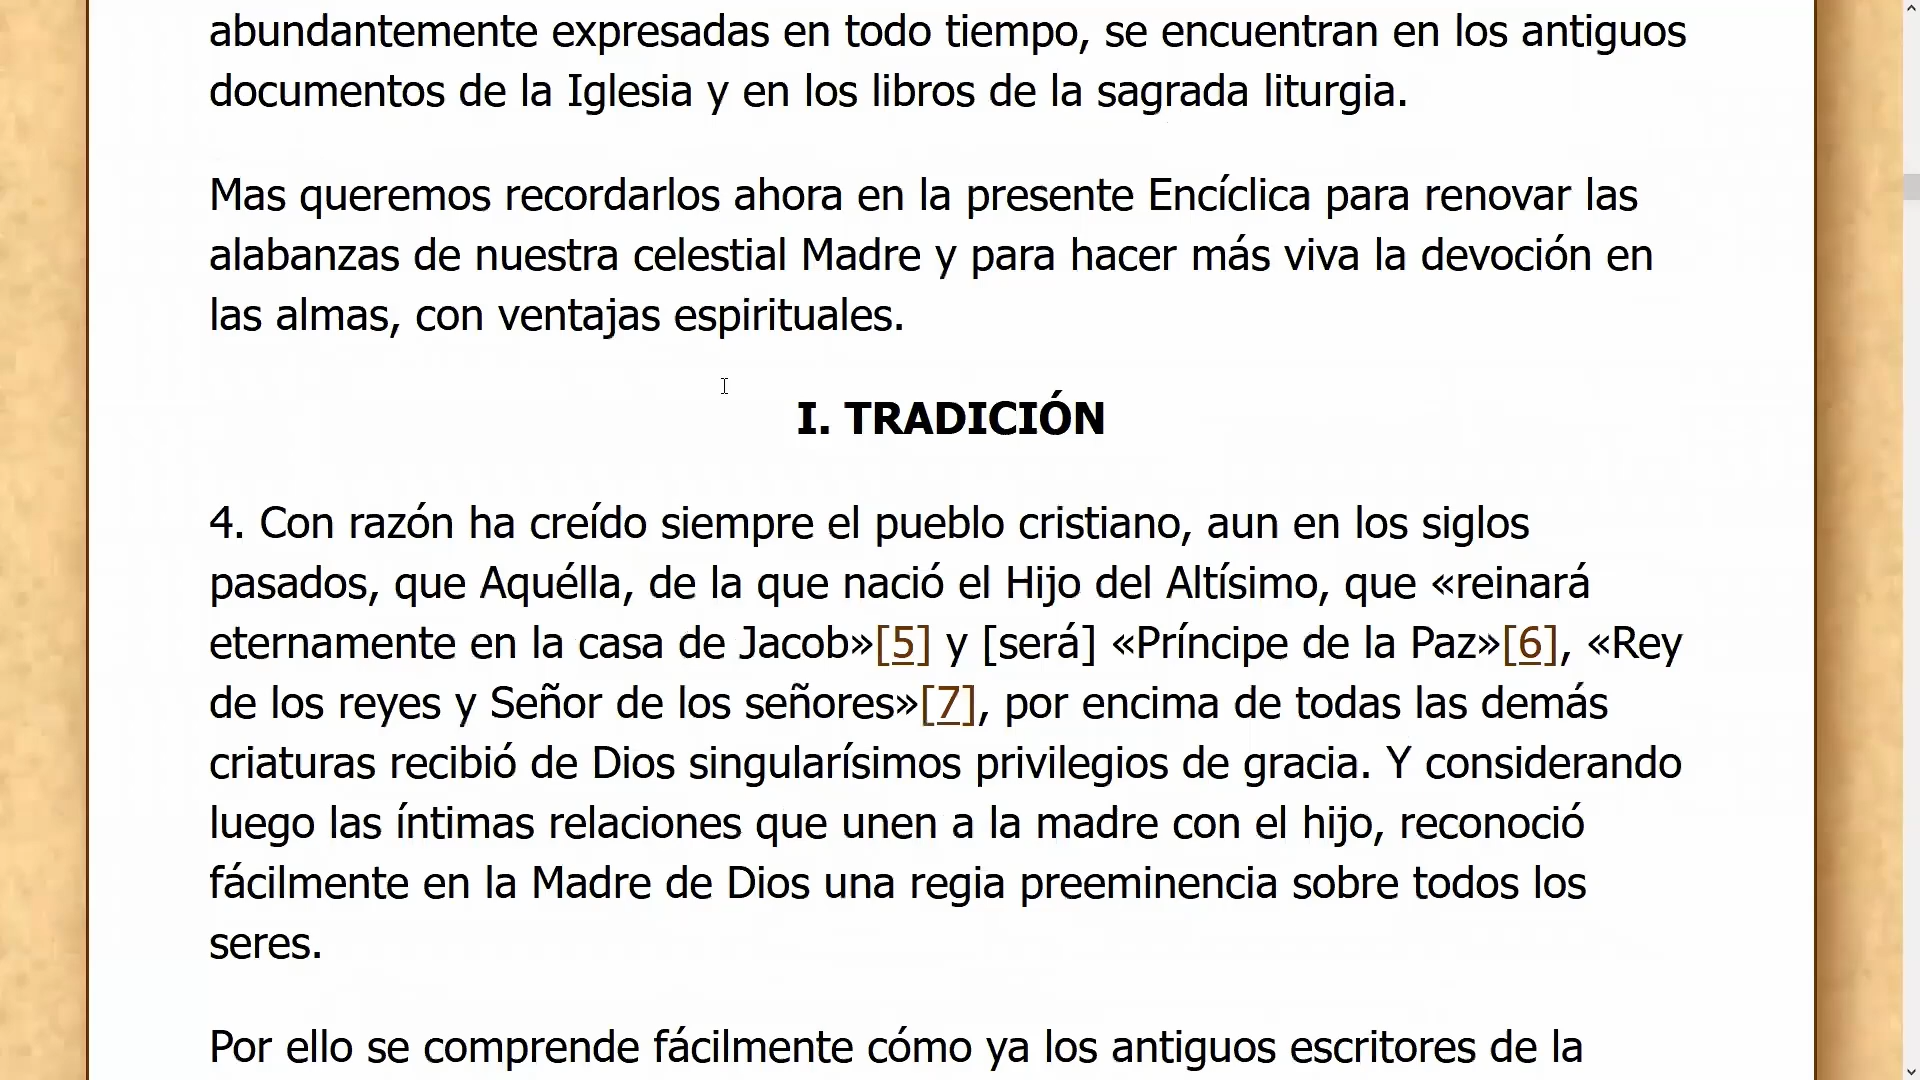 abundantemente expresadas en todo tiempo, se encuentran en los antiguos
documentos de la Iglesia y en los libros de la sagrada liturgia.
Mas queremos recordarlos ahora en la presente Encíclica para renovar las
alabanzas de nuestra celestial Madre y para hacer más viva la devoción en
las almas, con ventajas espirituales.
I. TRADICIÓN
4. Con razón ha creído siempre el pueblo cristiano, aun en los siglos
pasados, que Aquélla, de la que nació el Hijo del Altísimo, que «reinará
eternamente en la casa de Jacob»[5] y [será] «Príncipe de la Paz»[6], «Rey
de los reyes y Señor de los señores»[7], por encima de todas las demás
criaturas recibió de Dios singularísimos privilegios de gracia. Y considerando
luego las íntimas relaciones que unen a la madre con el hijo, reconoció
fácilmente en la Madre de Dios una regia preeminencia sobre todos los
seres.
Por ello se comprende fácilmente cómo ya los antiguos escritores de la